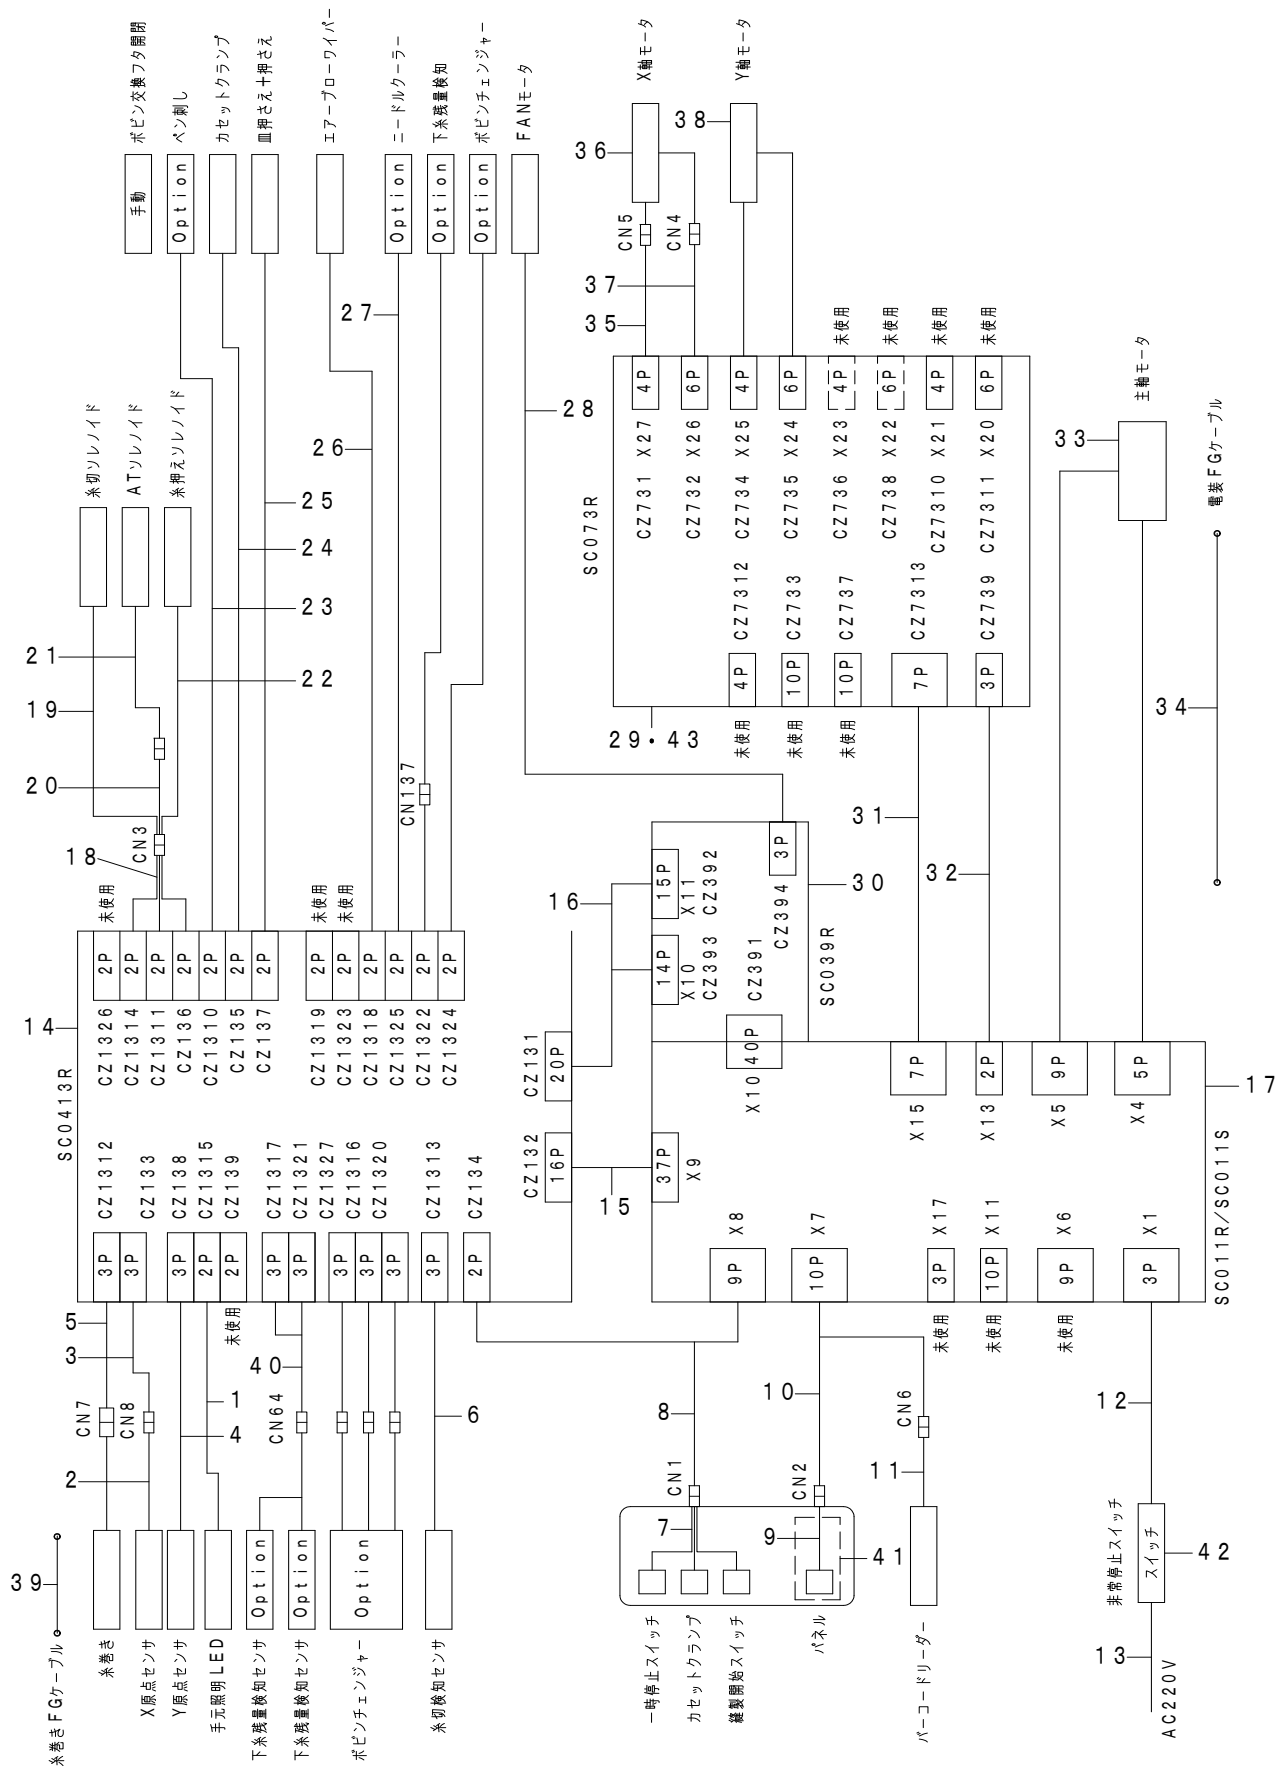 ボビン交換フタ開閉
ペン刺し
カセットクランプ
皿押さえ+押さえ
エアーブローワイパー
ニードルクーラー
下糸残量検知
ボビンチェンジャー
FANモータ
手動
Option
Option
Option
Option
X軸モータ
Y軸モータ
36
38
CN5
CN4
37
35
27
28
26
25
24
23
22
糸切ソレノイド
ATソレノイド
糸押えソレノイド
21
19
20
18
CN3
CN137
未使用
未使用
未使用
未使用
4P
6P
4P
6P
4P
6P
4P
6P
X27
X26
X25
X24
X23
X22
X21
X20
CZ731
CZ732
CZ734
CZ735
CZ736
CZ738
CZ7310
CZ7311
SC073R
CZ7312
CZ733
CZ737
CZ7313
CZ739
4P
10P
10P
7P
3P
未使用
未使用
未使用
29・43
主軸モータ
33
電装FGケーブル
34
31
32
未使用
未使用
未使用
2P
2P
2P
2P
2P
2P
2P
2P
2P
2P
2P
2P
2P
CZ1326
CZ1314
CZ1311
CZ136
CZ1310
CZ135
CZ137
CZ1319
CZ1323
CZ1318
CZ1325
CZ1322
CZ1324
14
SC0413R
CZ131
20P
CZ132
16P
16
15
15P
X11
CZ392
14P
X10
CZ393
3P
CZ394
CZ391
30
SC039R
X10
40P
37P
X9
7P
2P
9P
5P
X15
X13
X5
X4
17
SC011R/SC011S
CZ1312
CZ133
CZ138
CZ1315
CZ139
CZ1317
CZ1321
CZ1327
CZ1316
CZ1320
CZ1313
CZ134
3P
3P
3P
2P
2P
3P
3P
3P
3P
3P
3P
2P
X8
X7
X17
X11
X6
X1
9P
10P
3P
10P
9P
3P
未使用
未使用
未使用
未使用
5
3
CN7
CN8
2
1
4
40
CN64
6
8
10
CN6
11
12
CN1
CN2
7
9
41
非常停止スイッチ
スイッチ
42
13
AC220V
39
糸巻きFGケーブル
Option
Option
Option
糸巻き
X原点センサ
Y原点センサ
手元照明LED
下糸残量検知センサ
下糸残量検知センサ
ボビンチェンジャー
糸切検知センサ
一時停止スイッチ
カセットクランプ
縫製開始スイッチ
パネル
バーコードリーダー